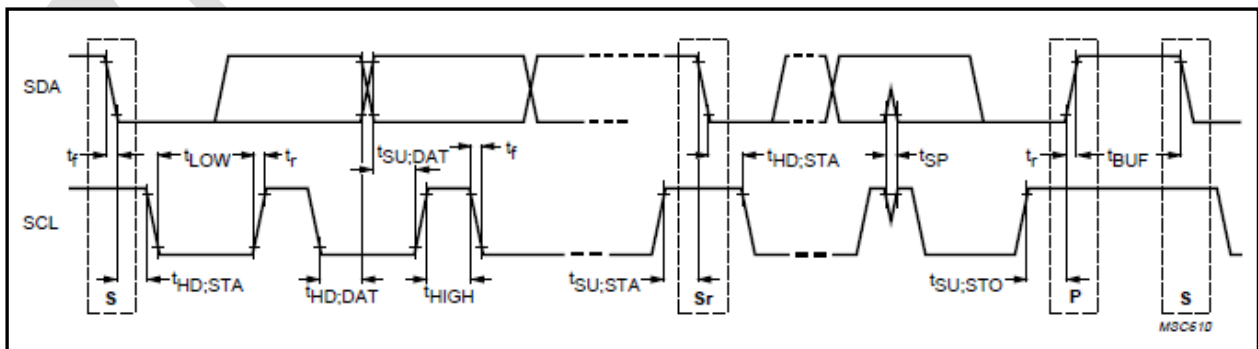 SDA
tf
tLOW
tr
tSU;DAT
tf
tHD;STA
tSP
tr
tBUF
SCL
S
tHD;STA
tHD;DAT
tHIGH
tSU;STA
Sr
tSU;STO
P
S
MSC610